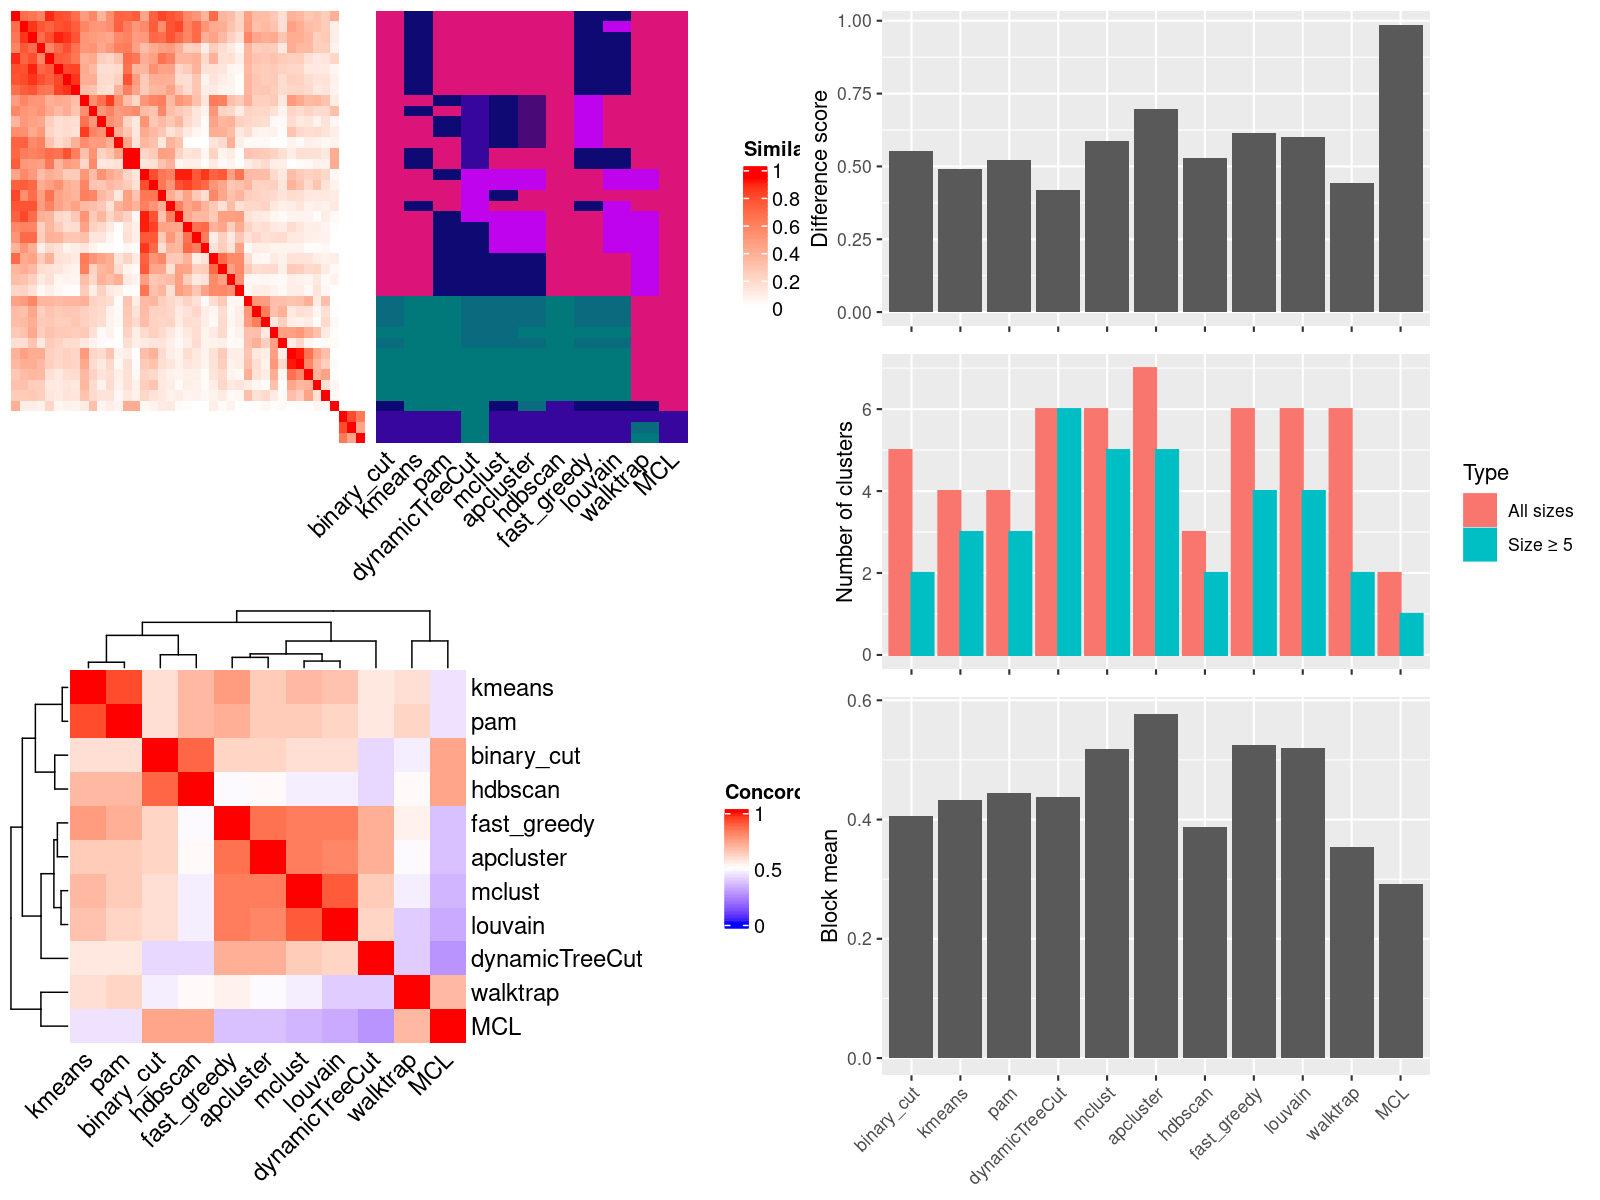 Simila
1
0.8
0.6
0.4
0.2
0
binary_cut
kmeans
pam
dynamicTreeCut
mclust
apcluster
hdbscan
fast_greedy
louvain
walktrap
MCL
Difference score
1.00
0.75
0.50
0.25
0.00
Number of clusters
6
4
2
0
Type
All sizes
Size ≥ 5
kmeans
pam
binary_cut
hdbscan
fast_greedy
apcluster
mclust
louvain
dynamicTreeCut
walktrap
MCL
kmeans
pam
binary_cut
hdbscan
fast_greedy
apcluster
mclust
louvain
dynamicTreeCut
walktrap
MCL
Concord
1
0.5
0
Block mean
0.6
0.4
0.2
0.0
binary_cut
kmeans
pam
dynamicTreeCut
mclust
apcluster
hdbscan
fast_greedy
louvain
walktrap
MCL